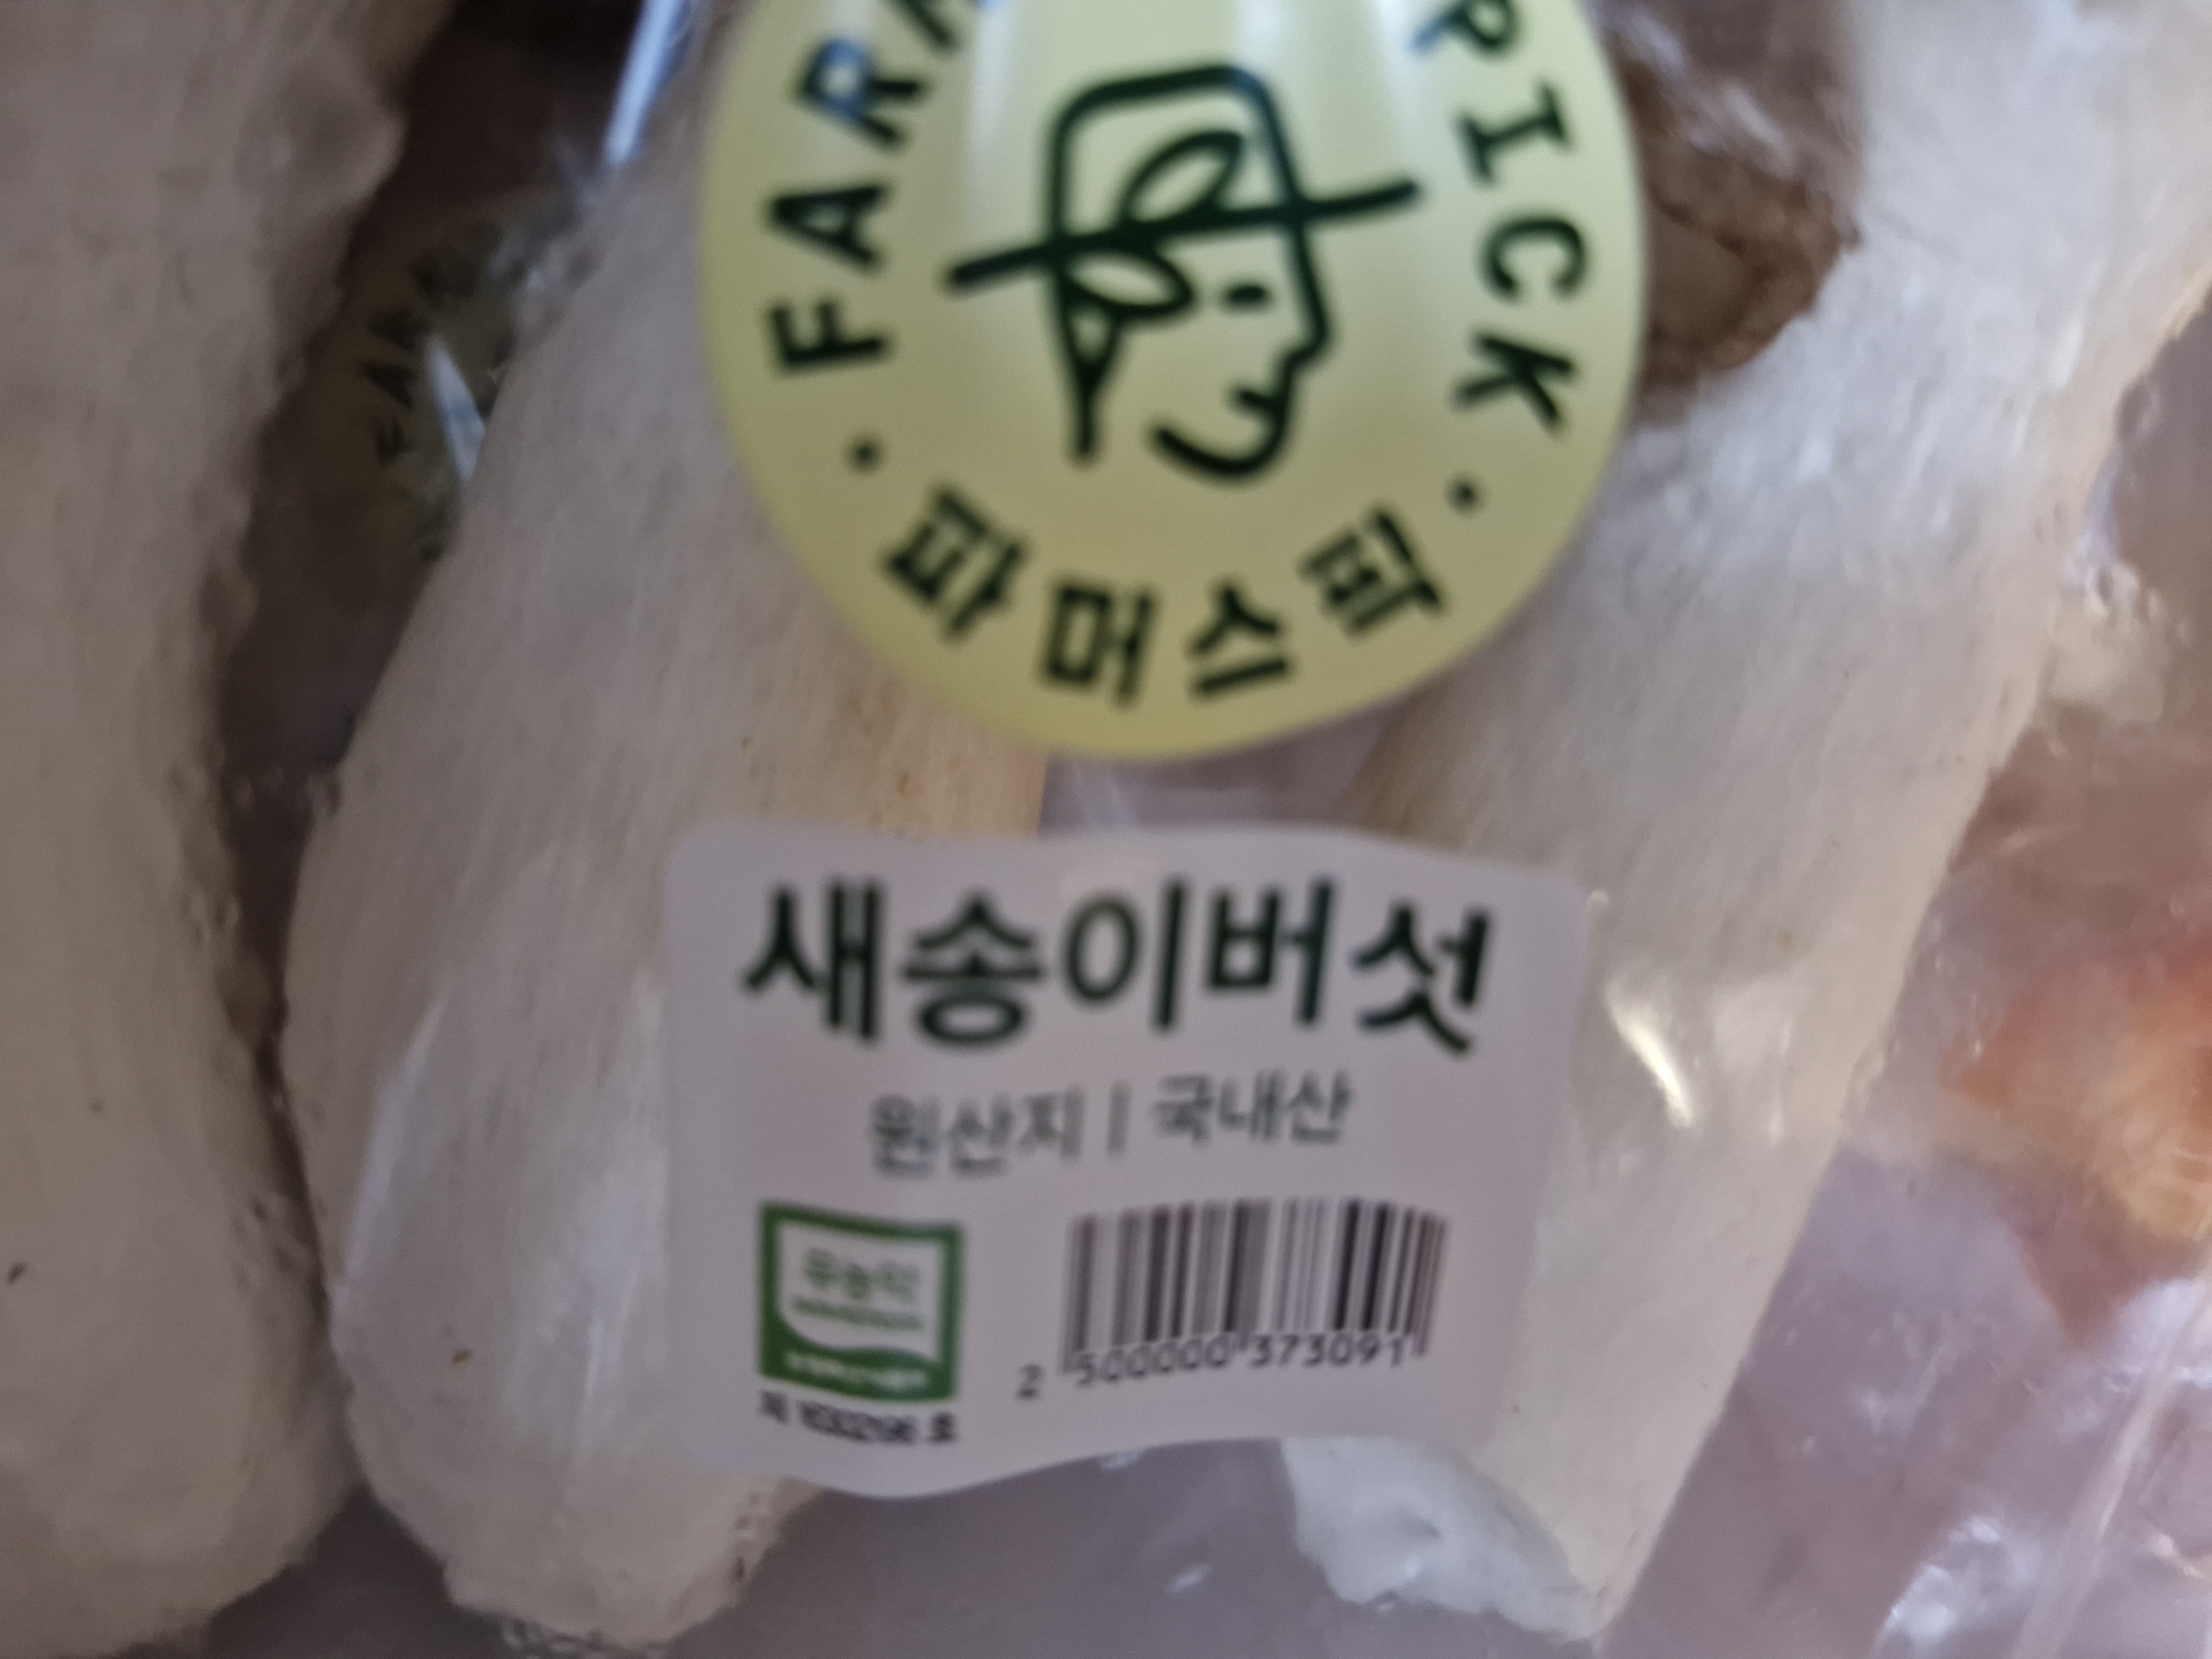 FARM
PICK
파머스픽
새송이버섯
원산지 | 국내산
무농약
2 500000 373091